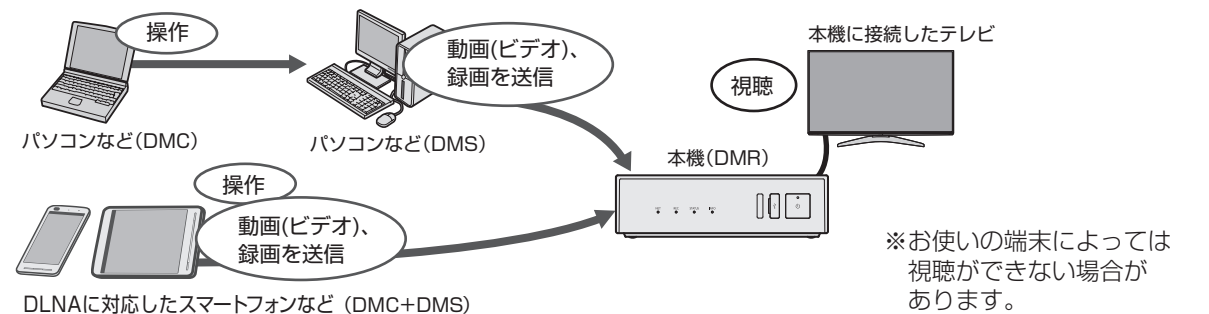 操作
動画(ビデオ)、
録画を送信
本機に接続したテレビ
視聴
パソコンなど(DMC)
パソコンなど(DMS)
本機(DMR)
操作
動画(ビデオ)、
録画を送信
※お使いの端末によっては
視聴ができない場合が
あります。
DLNAに対応したスマートフォンなど（DMC+DMS）